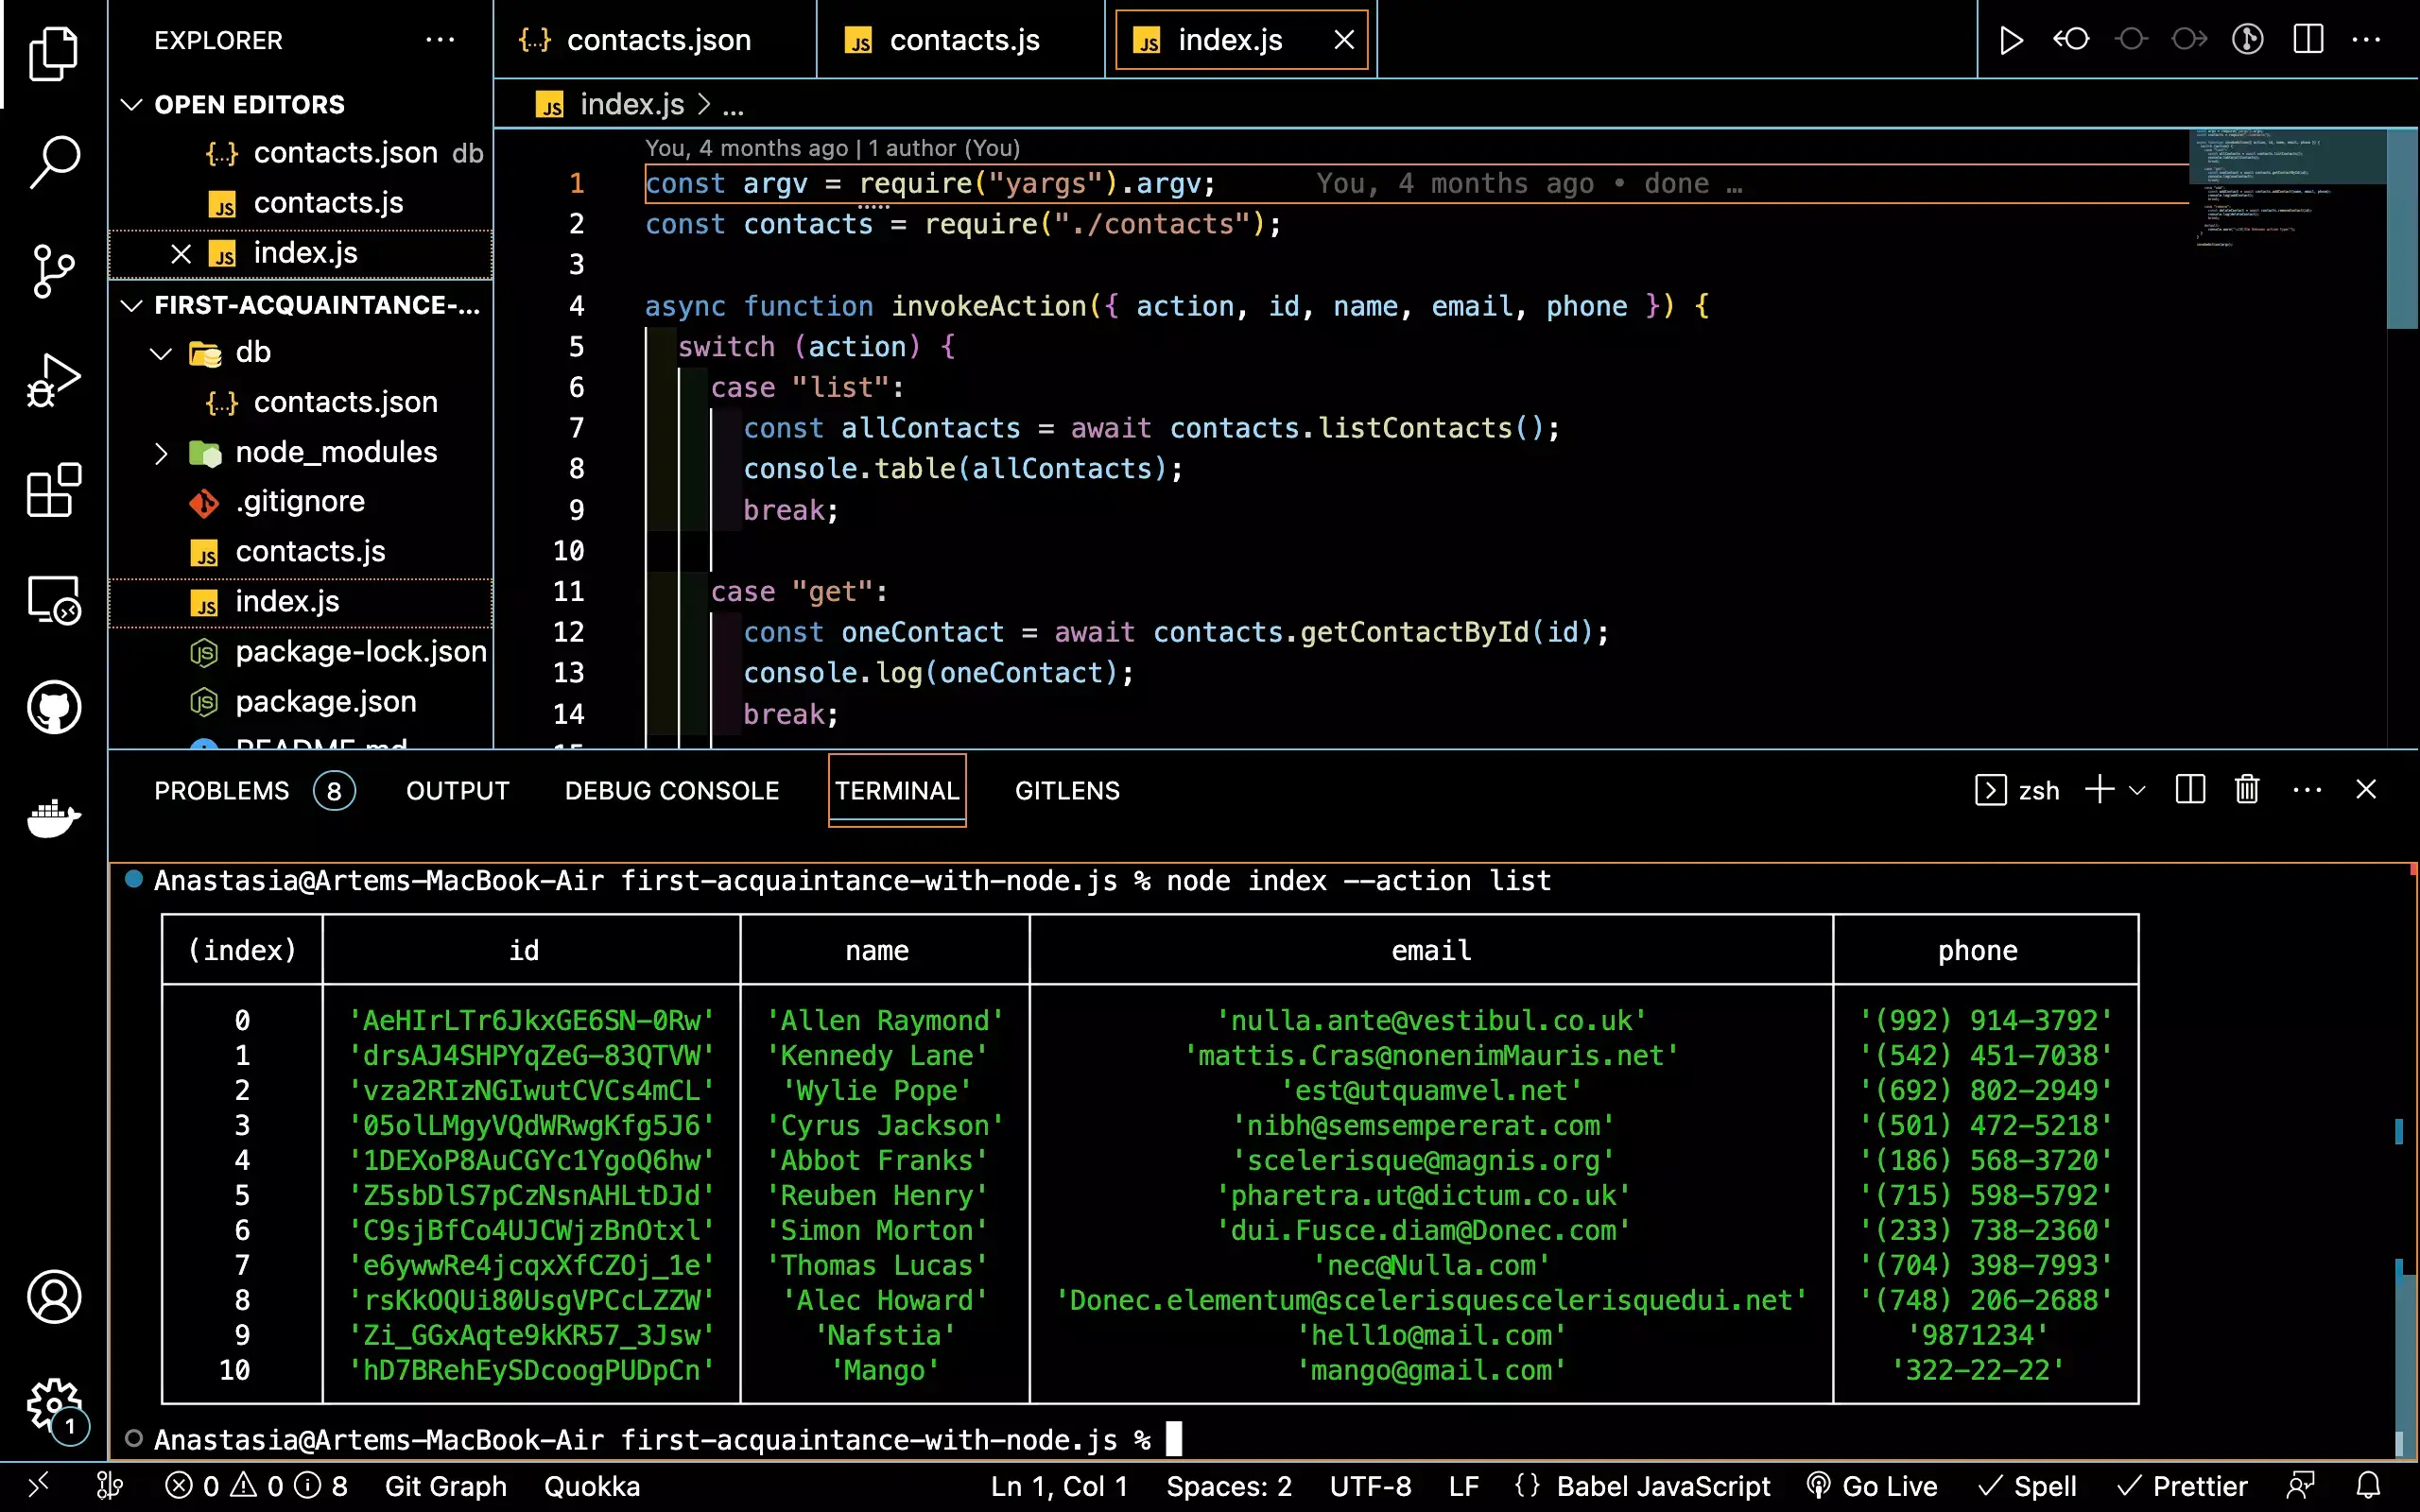 EXPLORER
OPEN EDITORS
contacts.json db
contacts.js
index.js
FIRST-ACQUAINTANCE-...
db
contacts.json
node_modules
.gitignore
contacts.js
index.js
package-lock.json
package.json
README.md
contacts.json
contacts.js
index.js
index.js > ...
You, 4 months ago | 1 author (You)
1 const argv = require("yargs").argv; You, 4 months ago • done …
2 const contacts = require("./contacts");
3
4 async function invokeAction({ action, id, name, email, phone }) {
5 switch (action) {
6 case "list":
7 const allContacts = await contacts.listContacts();
8 console.table(allContacts);
9 break;
10
11 case "get":
12 const oneContact = await contacts.getContactById(id);
13 console.log(oneContact);
14 break;
PROBLEMS 8 OUTPUT DEBUG CONSOLE TERMINAL GITLENS zsh
Anastasia@Artems-MacBook-Air first-acquaintance-with-node.js % node index --action list
(index) id name email phone
0 'AeHIrLTr6JkxGE6SN-0Rw' 'Allen Raymond' 'nulla.ante@vestibul.co.uk' '(992) 914-3792'
1 'drsAJ4SHPYqZeG-83QTVW' 'Kennedy Lane' 'mattis.Cras@nonenimMauris.net' '(542) 451-7038'
2 'vza2RIzNGIwutCVCs4mCL' 'Wylie Pope' 'est@utquamvel.net' '(692) 802-2949'
3 '05olLMgyVQdWRwgKfg5J6' 'Cyrus Jackson' 'nibh@semsempererat.com' '(501) 472-5218'
4 '1DEXoP8AuCGYc1YgoQ6hw' 'Abbot Franks' 'scelerisque@magnis.org' '(186) 568-3720'
5 'Z5sbDlS7pCzNsnAHLtDJd' 'Reuben Henry' 'pharetra.ut@dictum.co.uk' '(715) 598-5792'
6 'C9sjBfCo4UJCWjzBnOtxl' 'Simon Morton' 'dui.Fusce.diam@Donec.com' '(233) 738-2360'
7 'e6ywwRe4jcqxXfCZOj_1e' 'Thomas Lucas' 'nec@Nulla.com' '(704) 398-7993'
8 'rsKkOQUi80UsgVPCcLZZW' 'Alec Howard' 'Donec.elementum@scelerisquescelerisquedui.net' '(748) 206-2688'
9 'Zi_GGxAqte9kKR57_3Jsw' 'Nafstia' 'hell1o@mail.com' '9871234'
10 'hD7BRehEySDcoogPUDpCn' 'Mango' 'mango@gmail.com' '322-22-22'
Anastasia@Artems-MacBook-Air first-acquaintance-with-node.js %
1
0 0 8 Git Graph Quokka Ln 1, Col 1 Spaces: 2 UTF-8 LF {} Babel JavaScript Go Live Spell Prettier